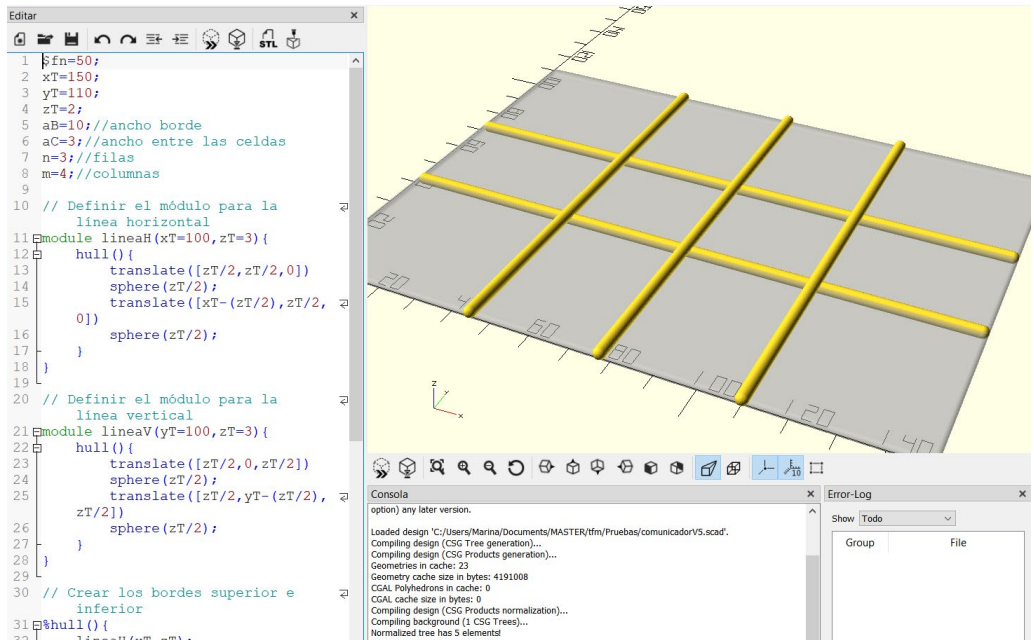 Editar
STL
1 $fn=50;
2 xT=150;
3 yT=110;
4 zT=2;
5 aB=10;//ancho borde
6 aC=3;//ancho entre las celdas
7 n=3;//filas
8 m=4;//columnas
9
10 // Definir el módulo para la
línea horizontal
11 module lineaH(xT=100,zT=3){
12 hull(){
13 translate([zT/2,zT/2,0])
14 sphere(zT/2);
15 translate([xT-(zT/2),zT/2,
0])
16 sphere(zT/2);
17 }
18 }
19
20 // Definir el módulo para la
línea vertical
21 module lineaV(yT=100,zT=3){
22 hull(){
23 translate([zT/2,0,zT/2])
24 sphere(zT/2);
25 translate([zT/2,yT-(zT/2),
zT/2])
26 sphere(zT/2);
27 }
28 }
29
30 // Crear los bordes superior e
inferior
31 %hull(){
32 lineaH(xT,zT);
20
4
60
80
100
120
140
z
y
x
10
Consola
option) any later version.
Loaded design 'C:/Users/Marina/Documents/MASTER/tfm/Pruebas/comunicadorV5.scad'.
Compiling design (CSG Tree generation)...
Compiling design (CSG Products generation)...
Geometries in cache: 23
Geometry cache size in bytes: 4191008
CGAL Polyhedrons in cache: 0
CGAL cache size in bytes: 0
Compiling design (CSG Products normalization)...
Compiling background (1 CSG Trees)...
Normalized tree has 5 elements!
Error-Log
Show Todo
Group File